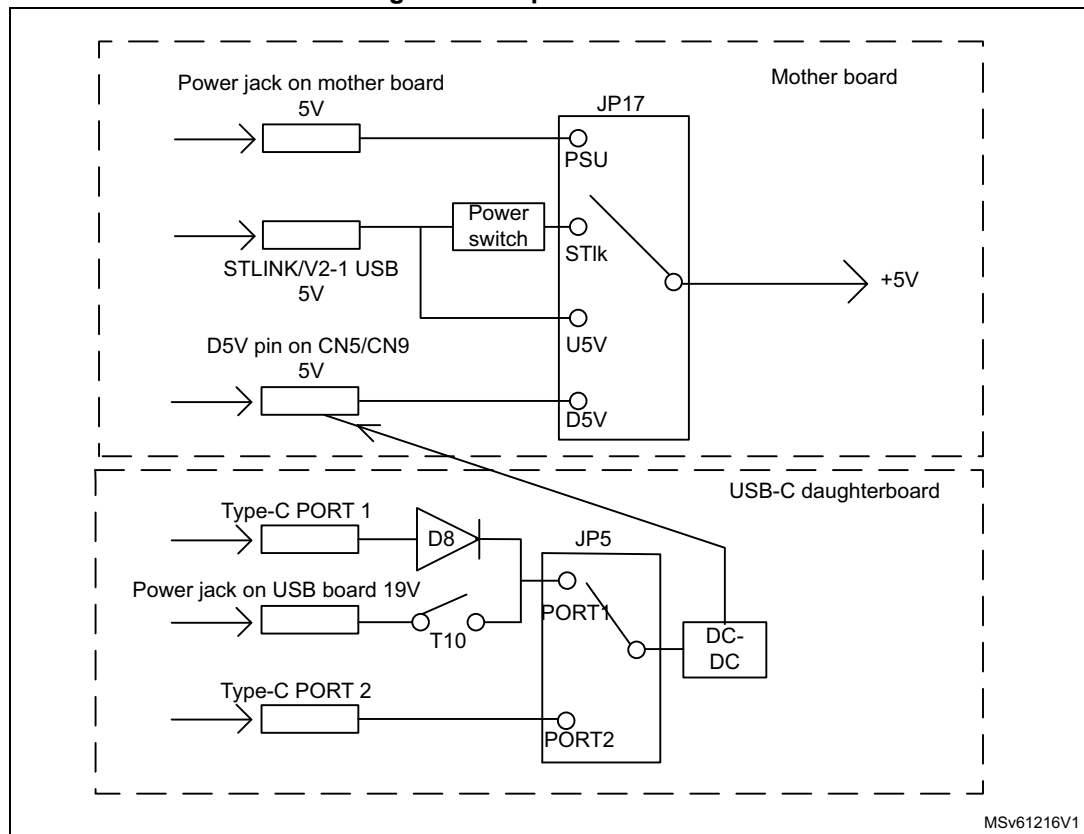 Mother board
Power jack on mother board
5V
JP17
PSU
Power
switch
STlk
STLINK/V2-1 USB
5V
+5V
U5V
D5V pin on CN5/CN9
5V
D5V
USB-C daughterboard
Type-C PORT 1
D8
JP5
Power jack on USB board 19V
PORT1
T10
DC-
DC
Type-C PORT 2
PORT2
MSv61216V1